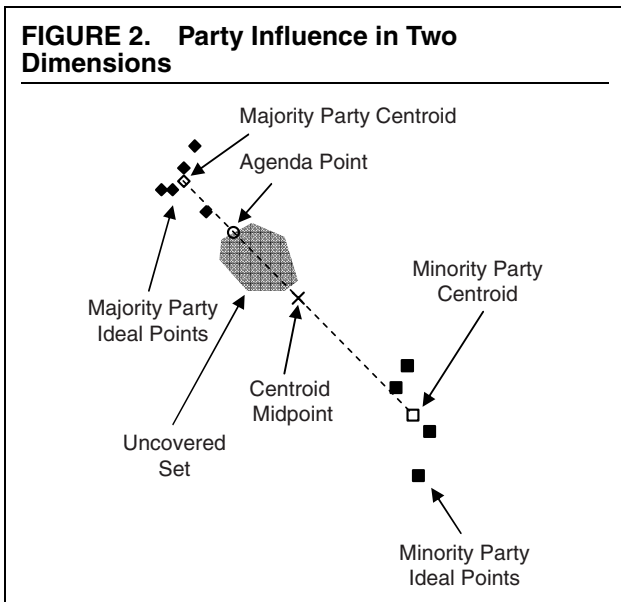 FIGURE 2. Party Influence in Two
Dimensions
Majority Party Centroid
Agenda Point
Minority Party
Centroid
Majority Party
Ideal Points
Centroid
Midpoint
Uncovered
Set
Minority Party
Ideal Points